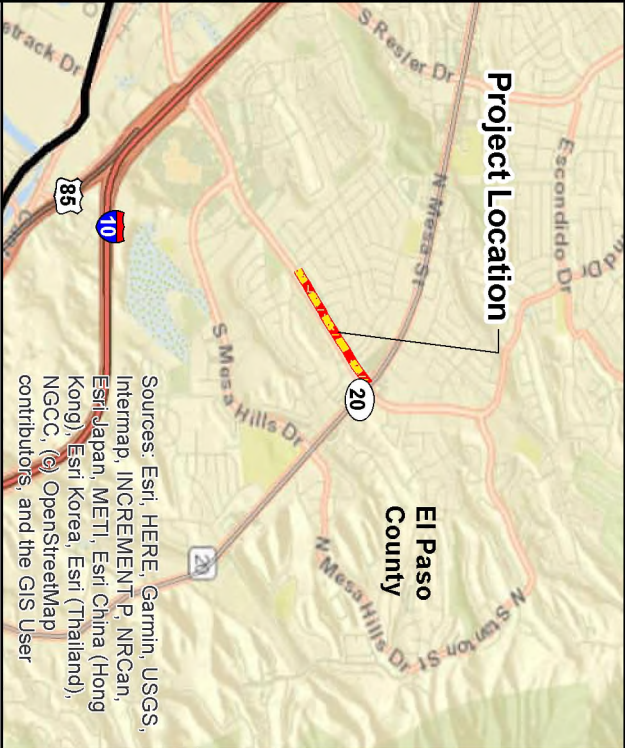 Project Location
S Resler Dr
Escondido Dr
N Mesa St
85
10
20
S Mesa Hills Dr
El Paso
County
N Mesa Hills Dr
N Stanton St
20
Sources: Esri, HERE, Garmin, USGS,
Intermap, INCREMENT P, NRCan,
Esri Japan, METI, Esri China (Hong
Kong), Esri Korea, Esri (Thailand),
NGCC, (c) OpenStreetMap
contributors, and the GIS User